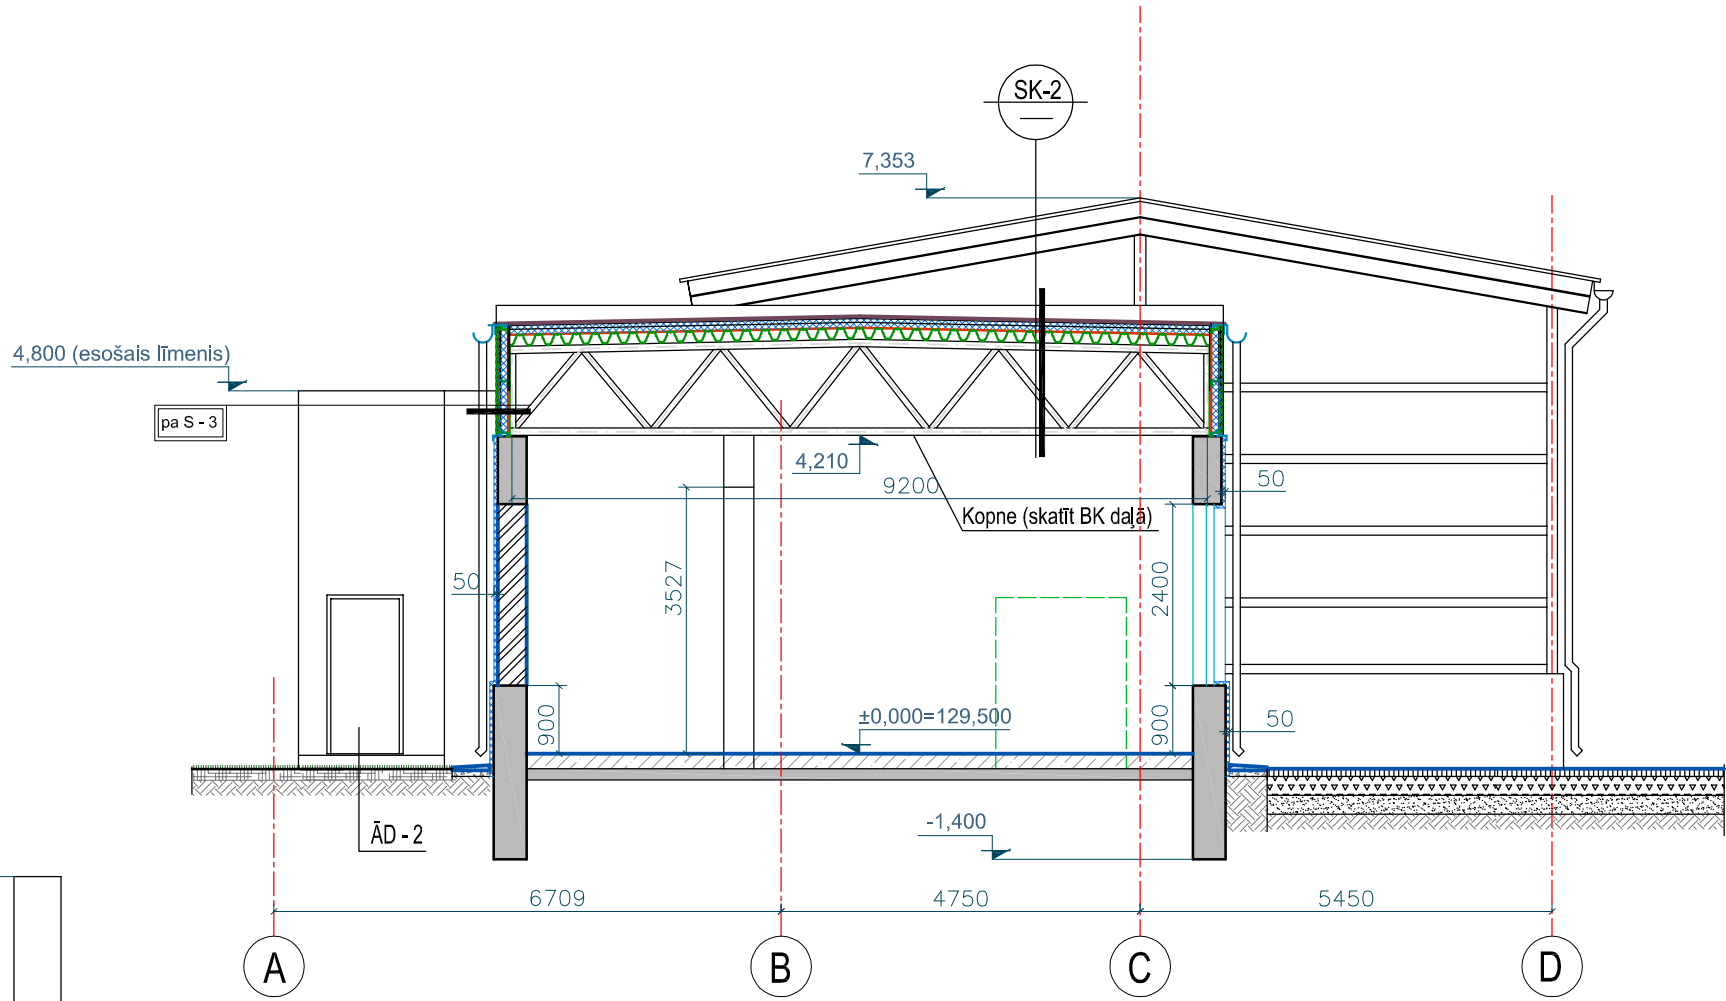 SK-2
7,353
4,800 (esošais līmenis)
pa S - 3
4,210
9200
50
Kopne (skatīt BK daļā)
50
3527
2400
900
±0,000=129,500
900
50
ĀD - 2
-1,400
6709
4750
5450
A
B
C
D